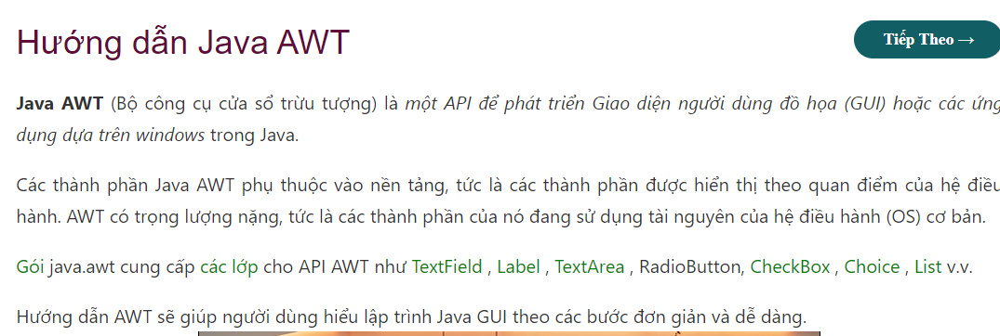 Hướng dẫn Java AWT
Tiếp Theo →
Java AWT (Bộ công cụ cửa sổ trừu tượng) là một API để phát triển Giao diện người dùng đồ họa (GUI) hoặc các ứng
dụng dựa trên windows trong Java.
Các thành phần Java AWT phụ thuộc vào nền tảng, tức là các thành phần được hiển thị theo quan điểm của hệ điều
hành. AWT có trọng lượng nặng, tức là các thành phần của nó đang sử dụng tài nguyên của hệ điều hành (OS) cơ bản.
Gói java.awt cung cấp các lớp cho API AWT như TextField , Label , TextArea , RadioButton, CheckBox , Choice , List v.v.
Hướng dẫn AWT sẽ giúp người dùng hiểu lập trình Java GUI theo các bước đơn giản và dễ dàng.